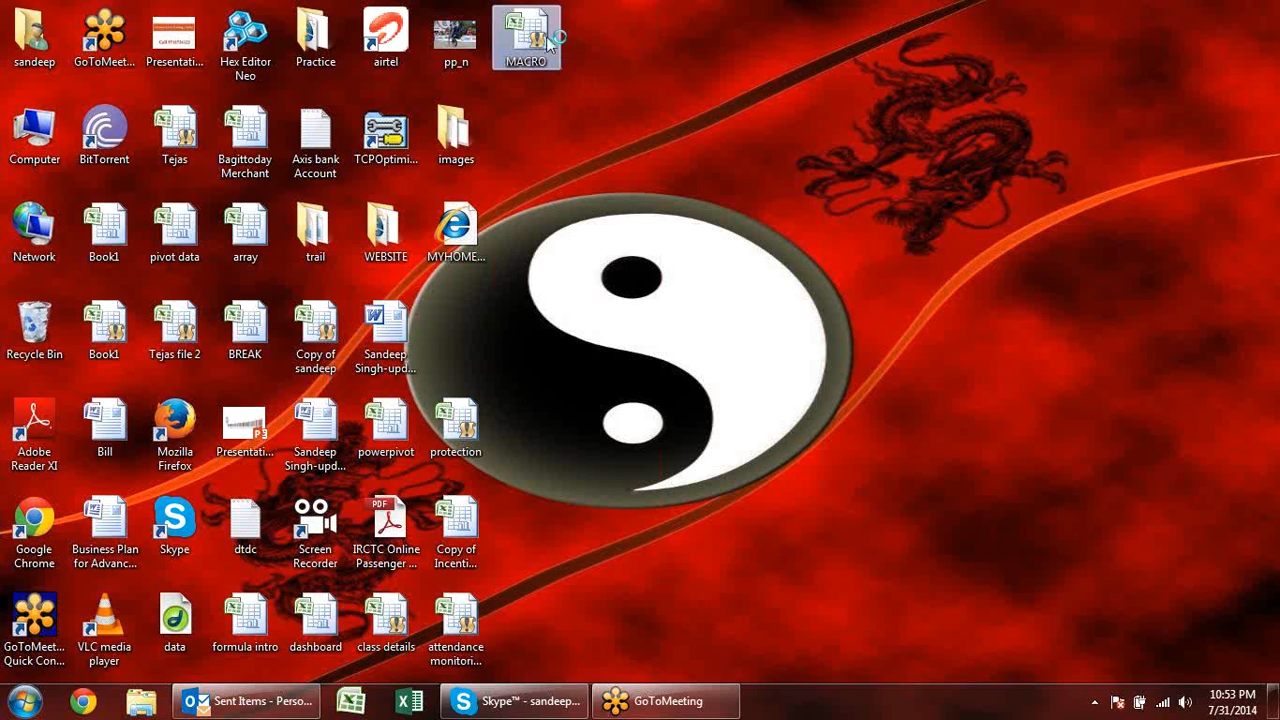 sandeep
GoToMeet...
Presentati...
Hex Editor
Neo
Practice
airtel
pp_n
MACRO
Computer
BitTorrent
Tejas
Bagittoday
Merchant
Axis bank
Account
TCPOptimi...
images
Network
Book1
pivot data
array
trail
WEBSITE
MYHOME...
Recycle Bin
Book1
Tejas file 2
BREAK
Copy of
sandeep
Sandeep
Singh-upd...
Adobe
Reader XI
Bill
Mozilla
Firefox
Presentati...
Sandeep
Singh-upd...
powerpivot
protection
Google
Chrome
Business Plan
for Advanc...
Skype
dtdc
Screen
Recorder
PDF
IRCTC Online
Passenger ...
Copy of
Incenti...
GoToMeet...
Quick Con...
VLC media
player
data
formula intro
dashboard
class details
attendance
monitori...
Sent Items - Perso...
Skype™ - sandeep...
GoToMeeting
10:53 PM
7/31/2014